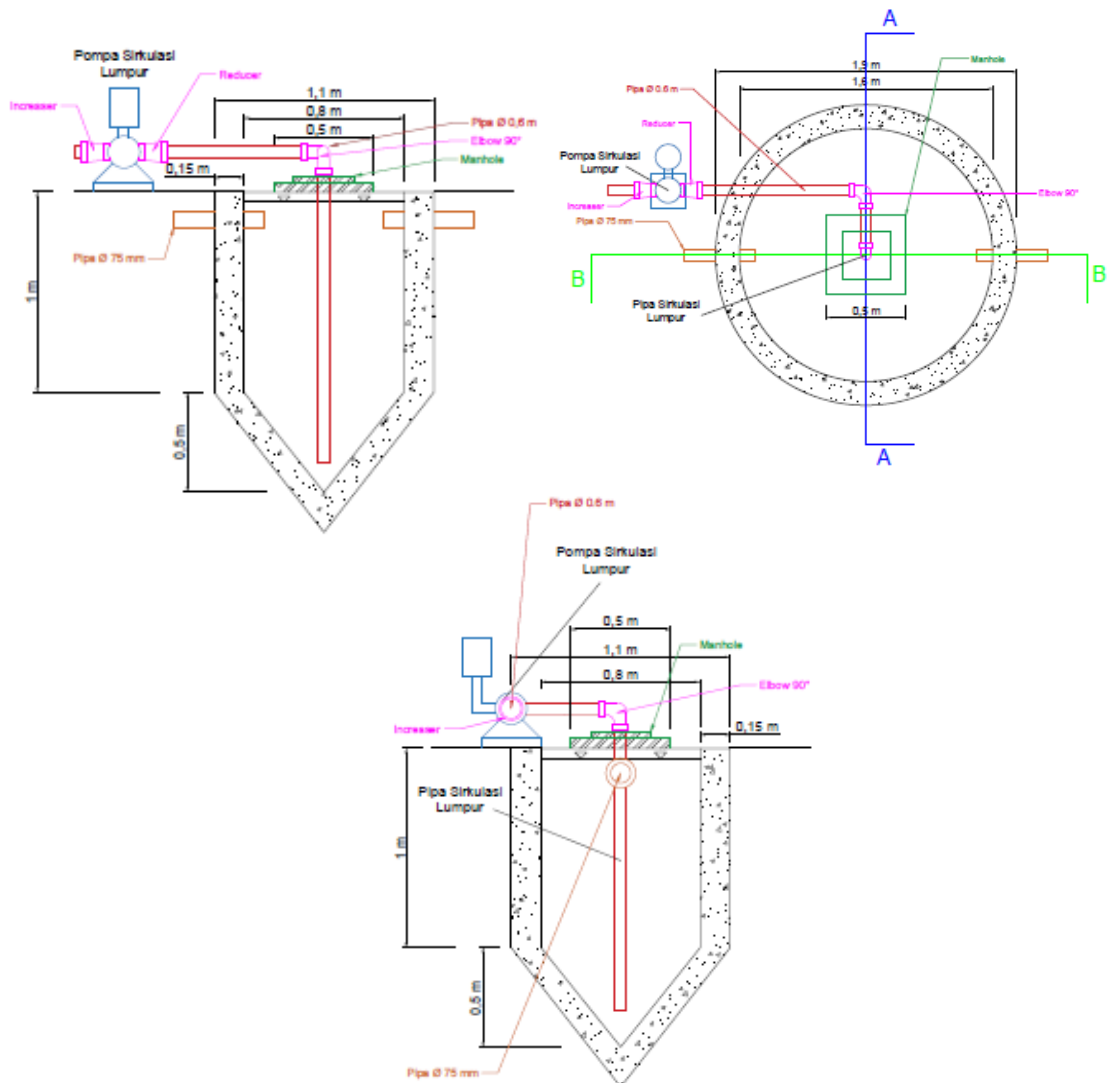 Pompa Sirkulasi
Lumpur
Increaser
Reducer
1,1 m
0,8 m
0,5 m
Pipa Ø 0,6 m
Elbow 90°
Manhole
0,15 m
Pipa Ø 75 mm
1m
0,5 m
A
Manhole
1,9 m
1,6 m
Pipa Ø 0.6 m
Reducer
Pompa Sirkulasi
Lumpur
Increaser
Elbow 90°
Pipa Ø 75 mm
B
B
Pipa Sirkulasi
Lumpur
0,5 m
A
Pipa Ø 0.6 m
Pompa Sirkulasi
Lumpur
0,5 m
1,1 m
Manhole
0,8 m
Elbow 90°
Increaser
0,15 m
Pipa Sirkulasi
Lumpur
1m
0,5 m
Pipa Ø 75 mm